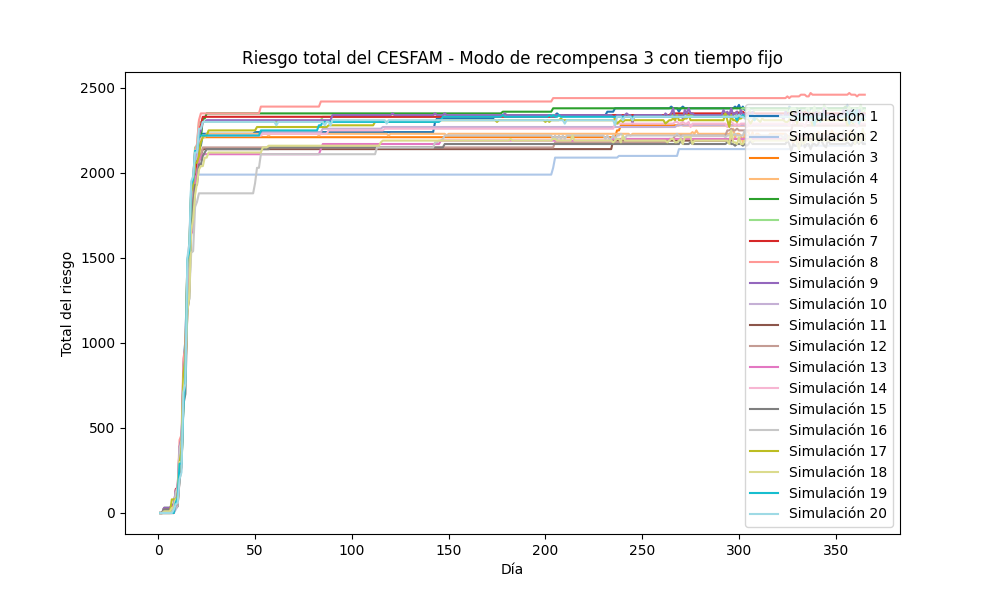 Riesgo total del CESFAM - Modo de recompensa 3 con tiempo fijo
Total del riesgo
2500
2000
1500
1000
500
0
0 50 100 150 200 250 300 350
Día
Simulación 1
Simulación 2
Simulación 3
Simulación 4
Simulación 5
Simulación 6
Simulación 7
Simulación 8
Simulación 9
Simulación 10
Simulación 11
Simulación 12
Simulación 13
Simulación 14
Simulación 15
Simulación 16
Simulación 17
Simulación 18
Simulación 19
Simulación 20